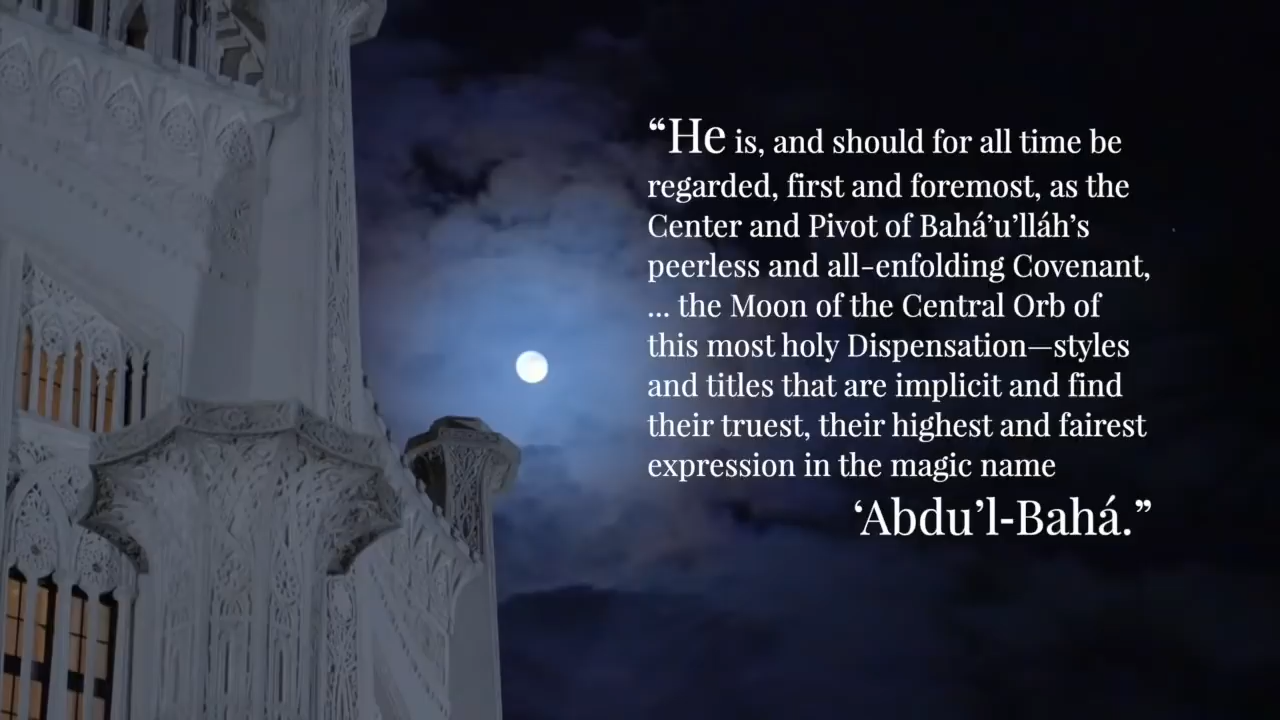 “He is, and should for all time be
regarded, first and foremost, as the
Center and Pivot of Bahá’u’lláh’s
peerless and all-enfolding Covenant,
... the Moon of the Central Orb of
this most holy Dispensation—styles
and titles that are implicit and find
their truest, their highest and fairest
expression in the magic name
‘Abdu’l-Bahá.”